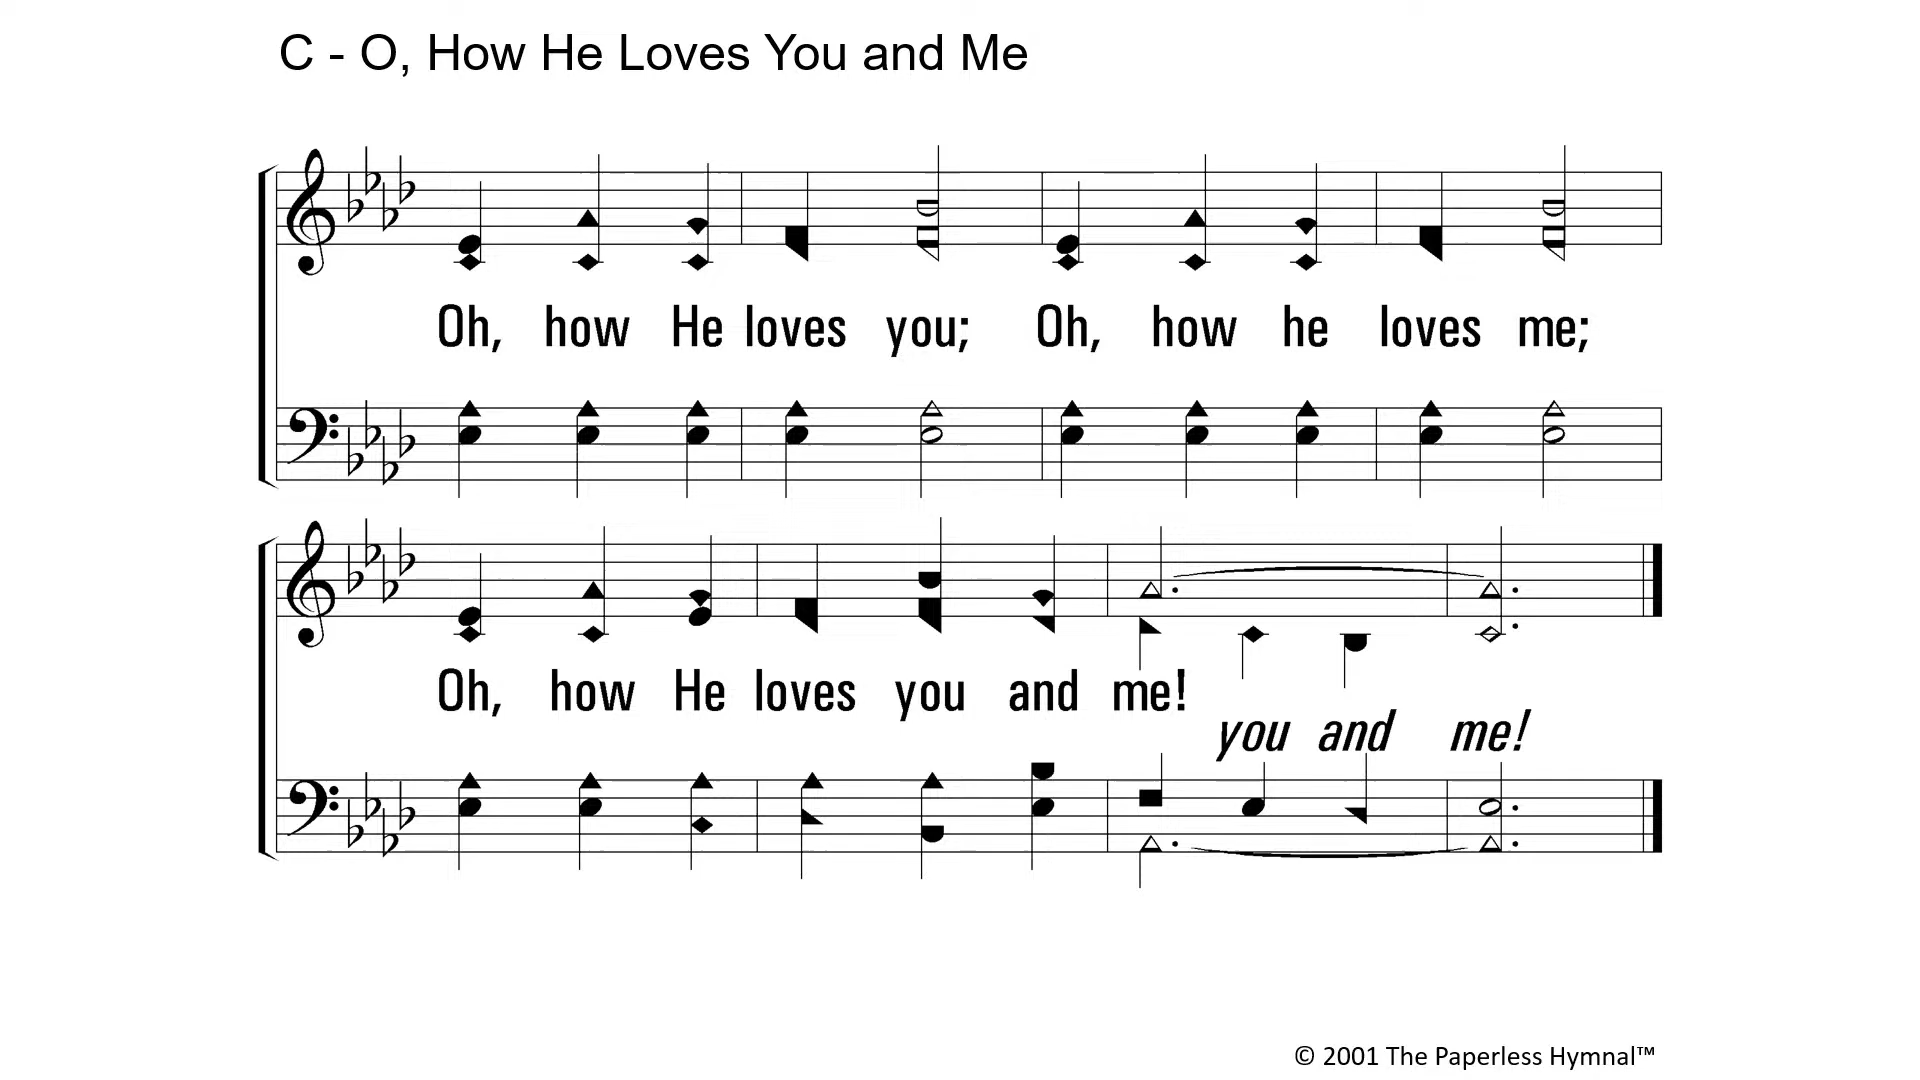 C - O, How He Loves You and Me
Oh, how He loves you; Oh, how he loves me;
Oh, how He loves you and me!
you and me!
© 2001 The Paperless Hymnal™